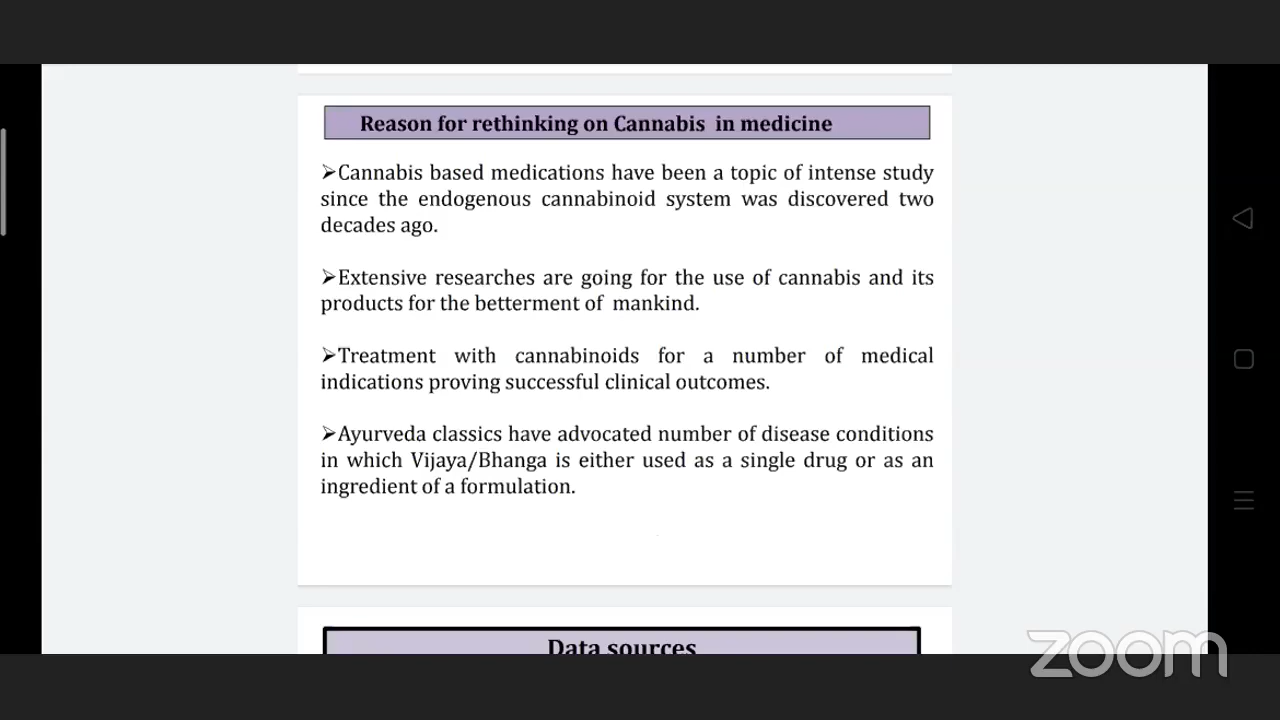 Reason for rethinking on Cannabis in medicine
➢Cannabis based medications have been a topic of intense study
since the endogenous cannabinoid system was discovered two
decades ago.
➢Extensive researches are going for the use of cannabis and its
products for the betterment of mankind.
➢Treatment with cannabinoids for a number of medical
indications proving successful clinical outcomes.
➢Ayurveda classics have advocated number of disease conditions
in which Vijaya/Bhanga is either used as a single drug or as an
ingredient of a formulation.
Data sources
zoom